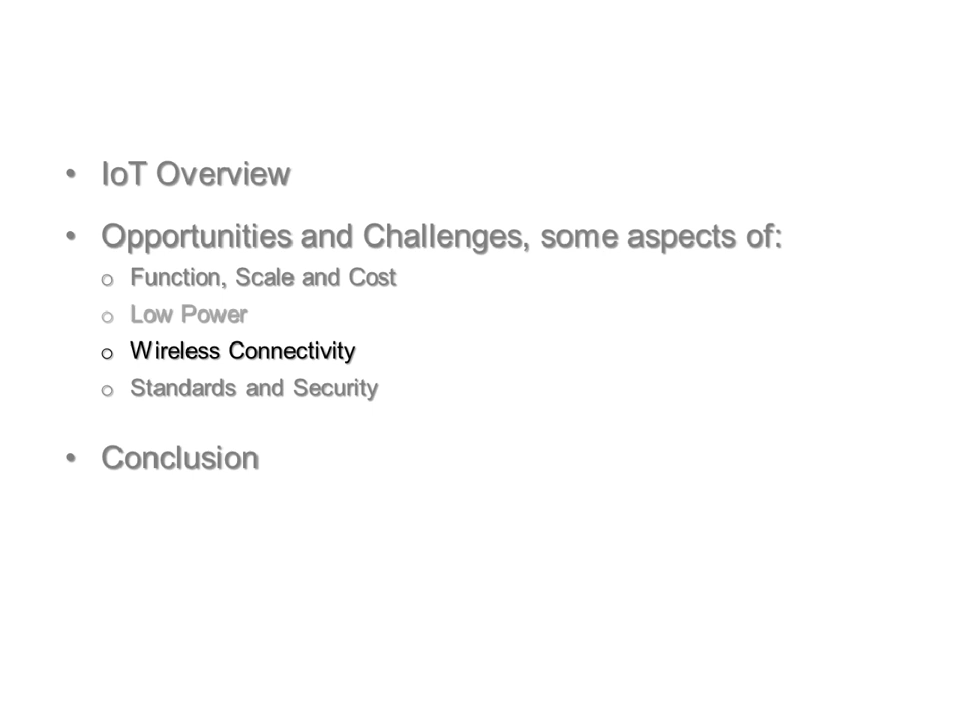 • IoT Overview
• Opportunities and Challenges, some aspects of:
o Function, Scale and Cost
o Low Power
o Wireless Connectivity
o Standards and Security
• Conclusion